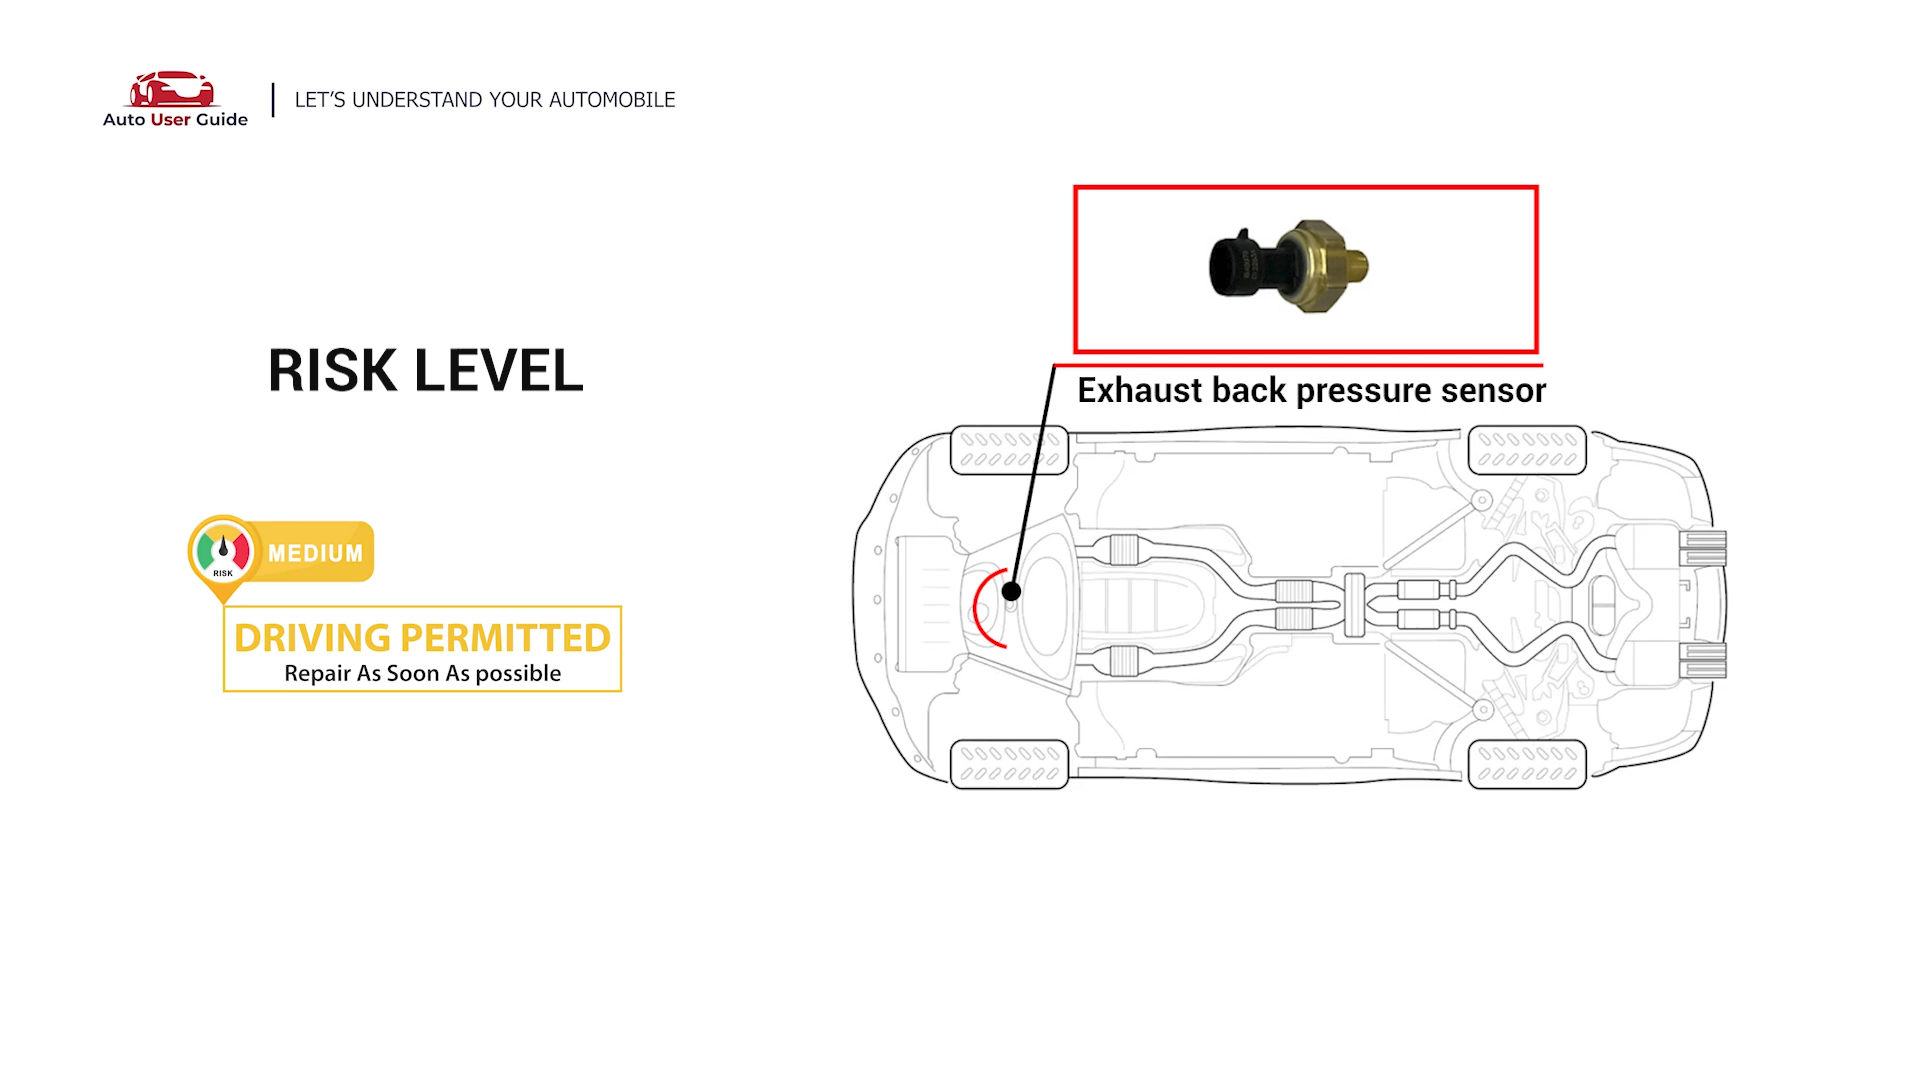 Auto User Guide
LET'S UNDERSTAND YOUR AUTOMOBILE
RISK LEVEL
RISK
MEDIUM
DRIVING PERMITTED
Repair As Soon As possible
Exhaust back pressure sensor